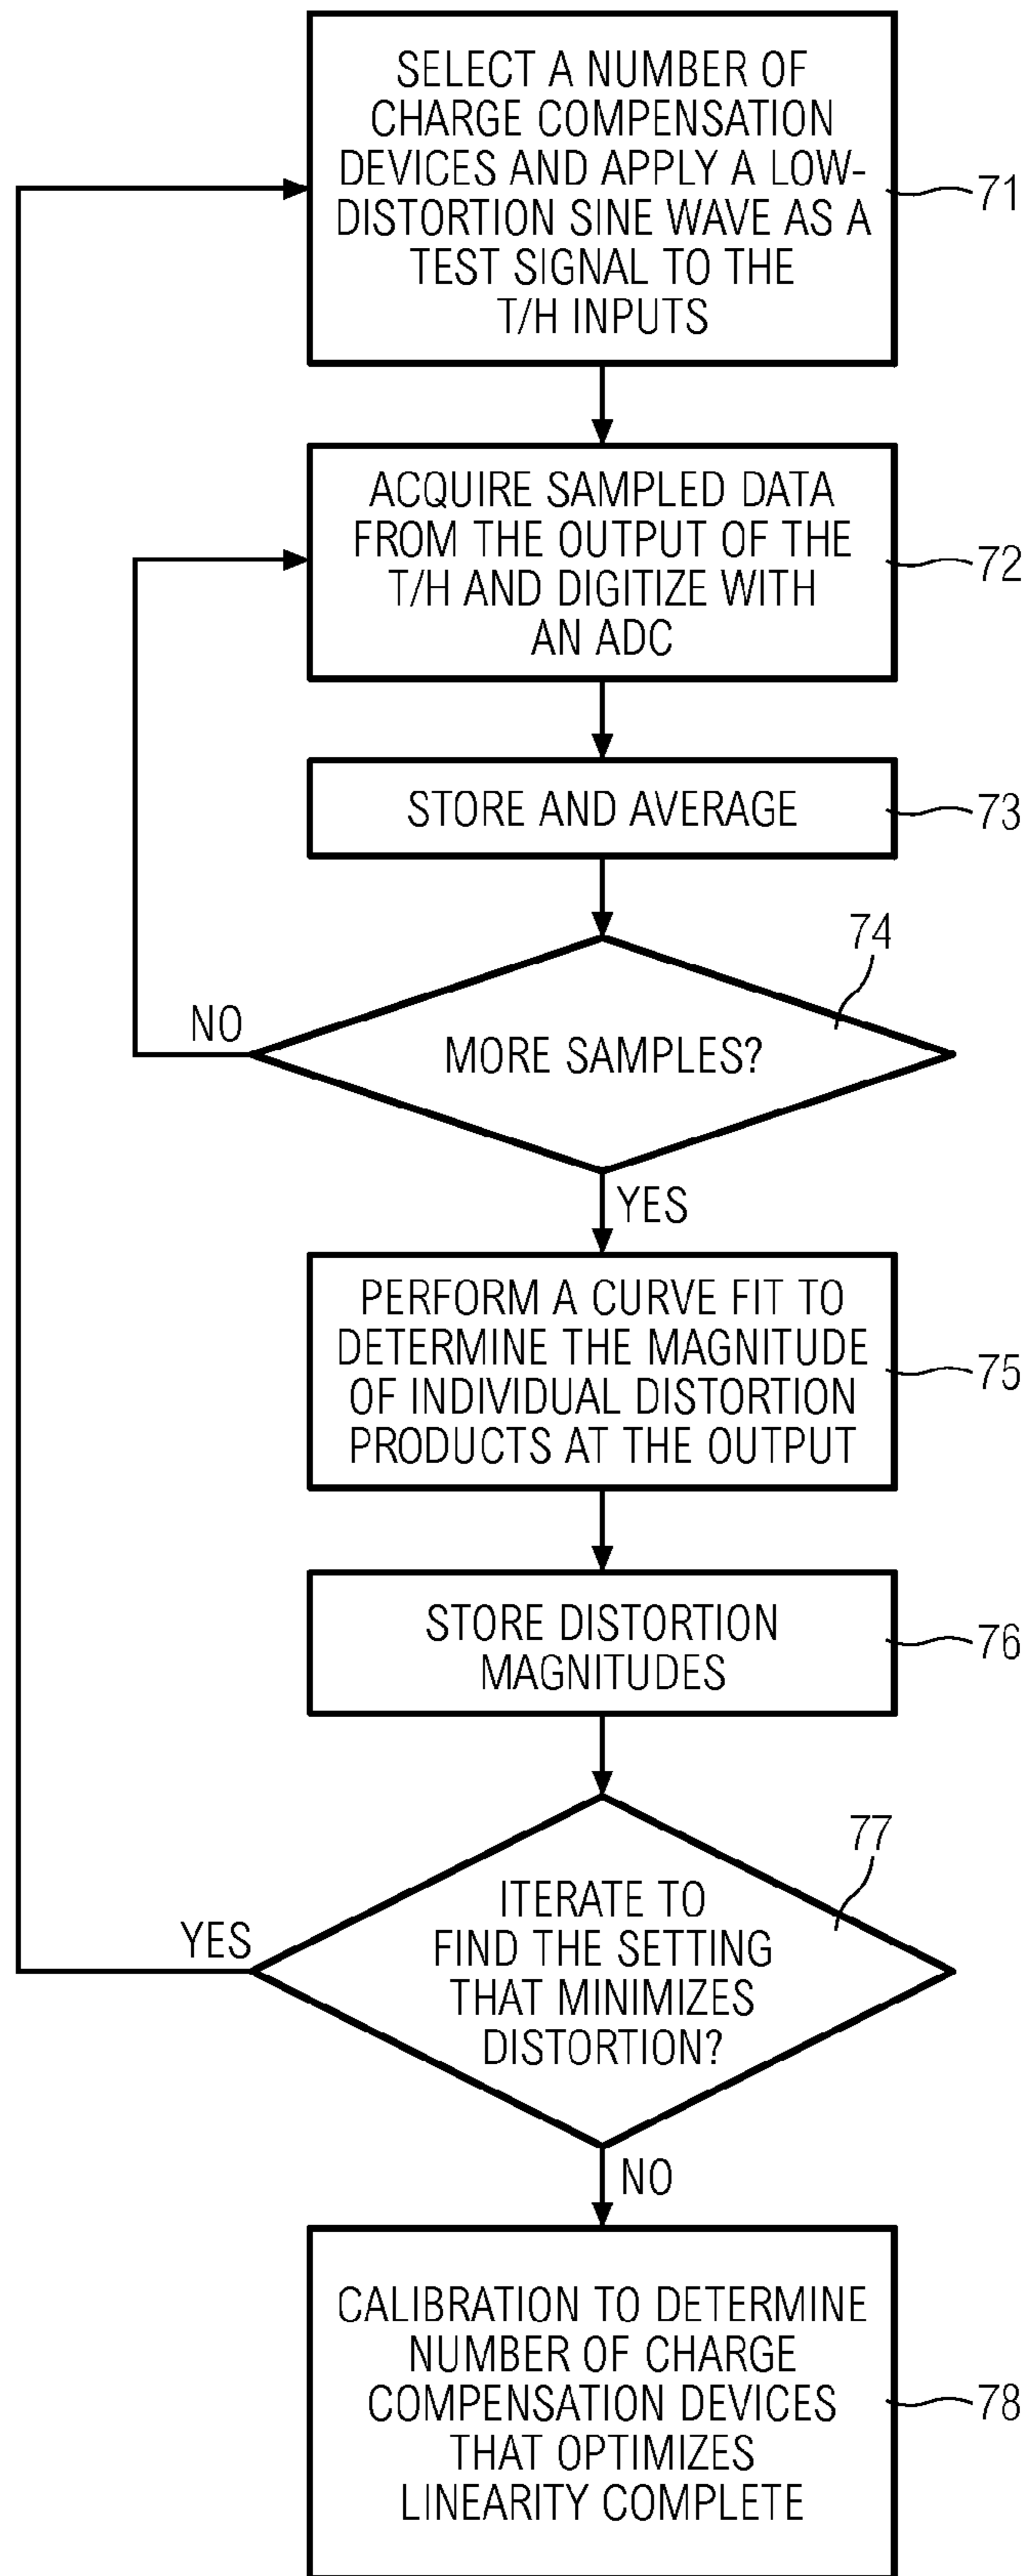 SELECT A NUMBER OF
CHARGE COMPENSATION
DEVICES AND APPLY A LOW-
DISTORTION SINE WAVE AS A
TEST SIGNAL TO THE
T/H INPUTS
71
ACQUIRE SAMPLED DATA
FROM THE OUTPUT OF THE
T/H AND DIGITIZE WITH
AN ADC
72
STORE AND AVERAGE
73
74
NO
MORE SAMPLES?
YES
PERFORM A CURVE FIT TO
DETERMINE THE MAGNITUDE
OF INDIVIDUAL DISTORTION
PRODUCTS AT THE OUTPUT
75
STORE DISTORTION
MAGNITUDES
76
77
YES
ITERATE TO
FIND THE SETTING
THAT MINIMIZES
DISTORTION?
NO
CALIBRATION TO DETERMINE
NUMBER OF CHARGE
COMPENSATION DEVICES
THAT OPTIMIZES
LINEARITY COMPLETE
78